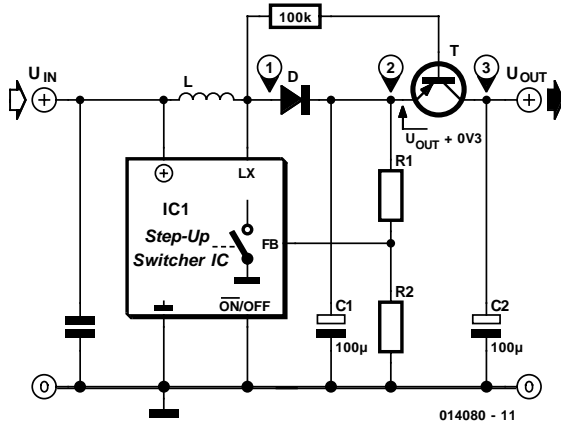 100k
1
D
2
T
3
U IN
L
U OUT
U OUT + 0V3
R1
LX
IC1
Step-Up
Switcher IC
FB
ON/OFF
C1
100µ
R2
C2
100µ
0
0
014080 - 11